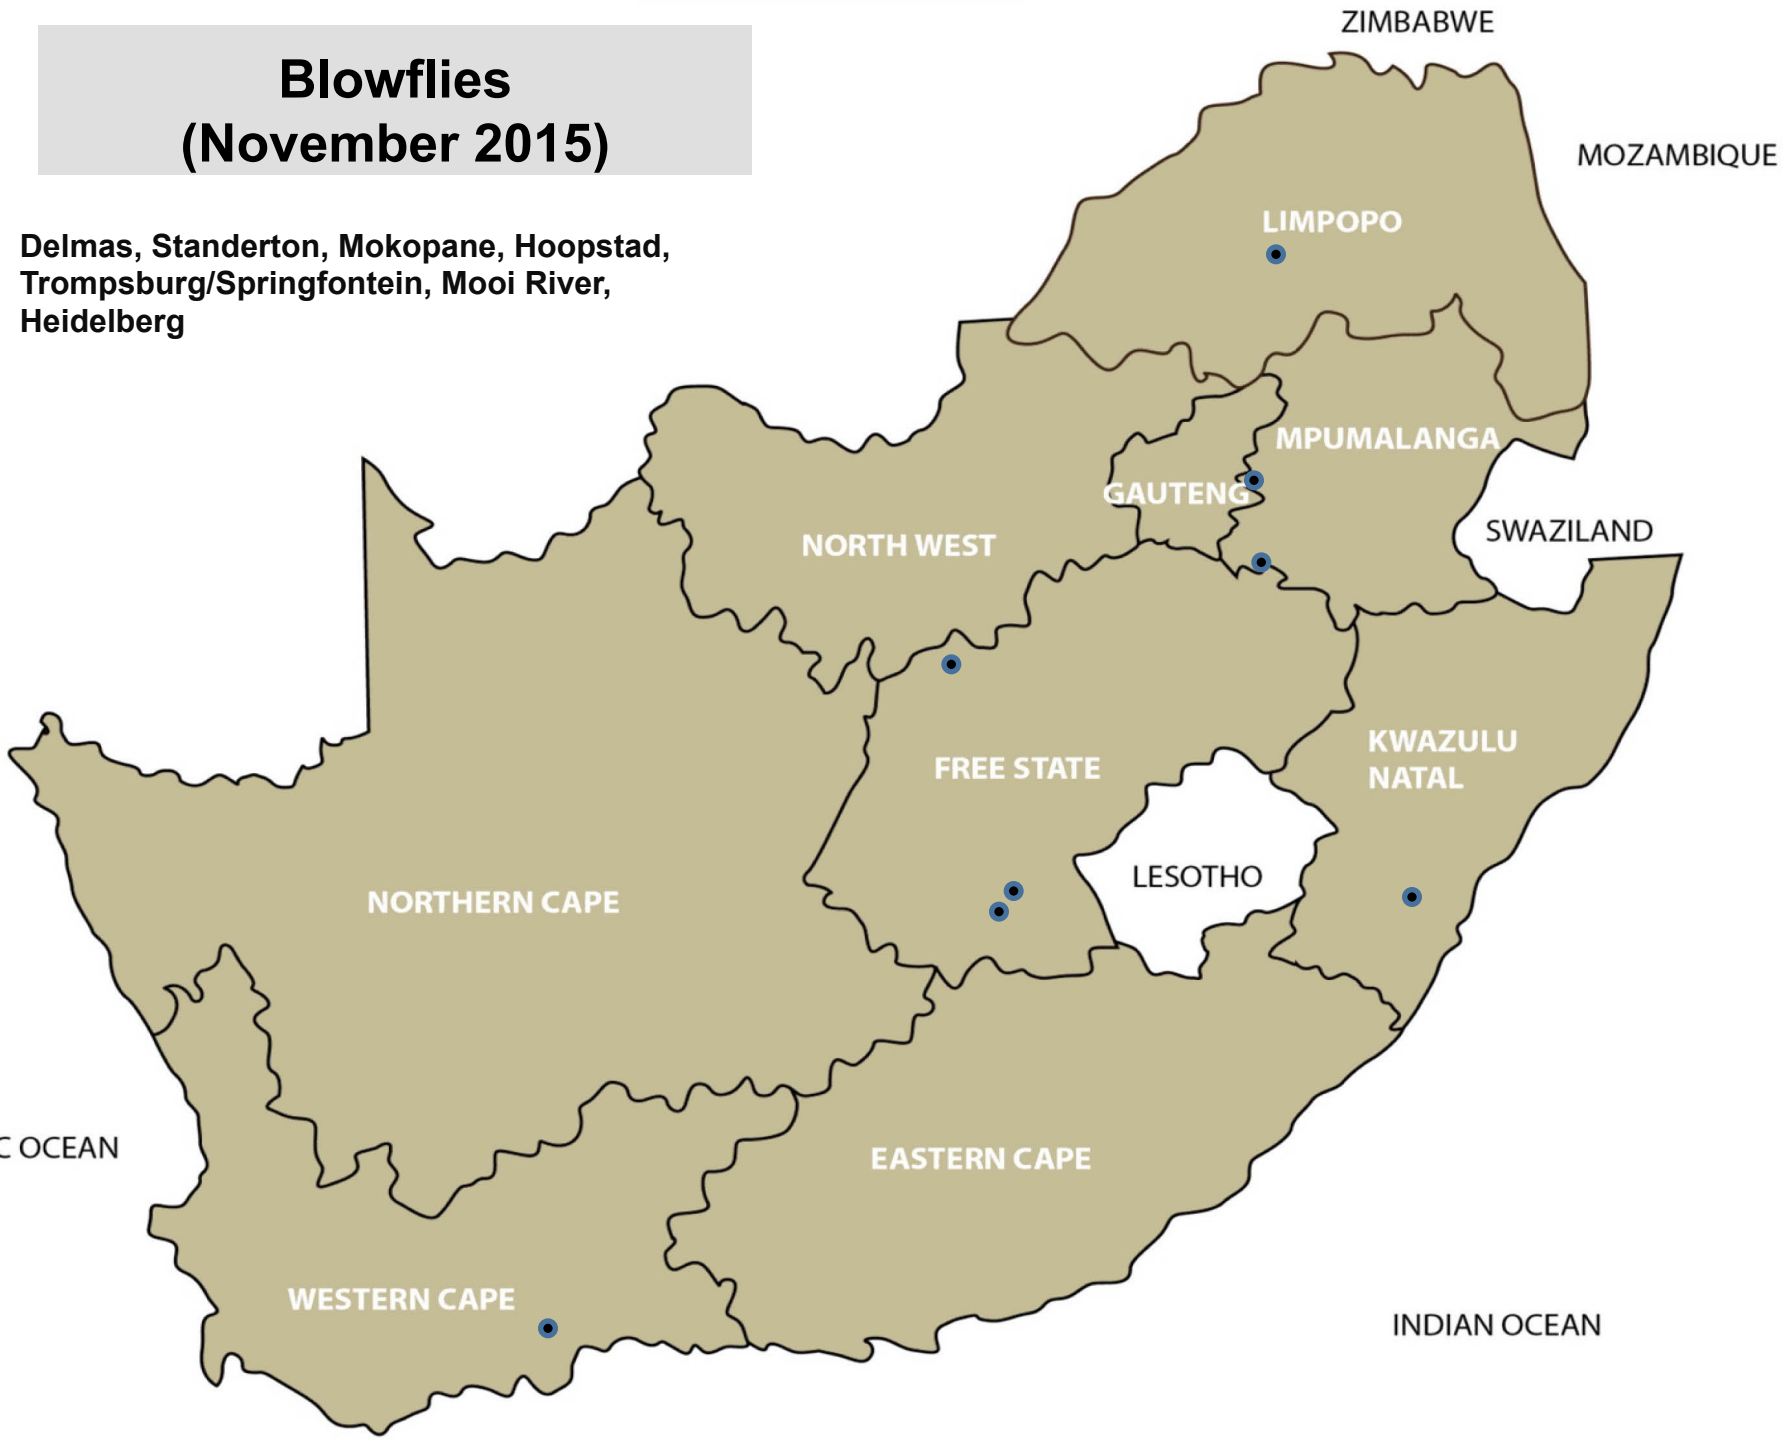 Blowflies
(November 2015)
Delmas, Standerton, Mokopane, Hoopstad,
Trompsburg/Springfontein, Mooi River,
Heidelberg
ZIMBABWE
MOZAMBIQUE
LIMPOPO
MPUMALANGA
GAUTENG
SWAZILAND
NORTH WEST
KWAZULU
NATAL
FREE STATE
LESOTHO
NORTHERN CAPE
C OCEAN
EASTERN CAPE
WESTERN CAPE
INDIAN OCEAN